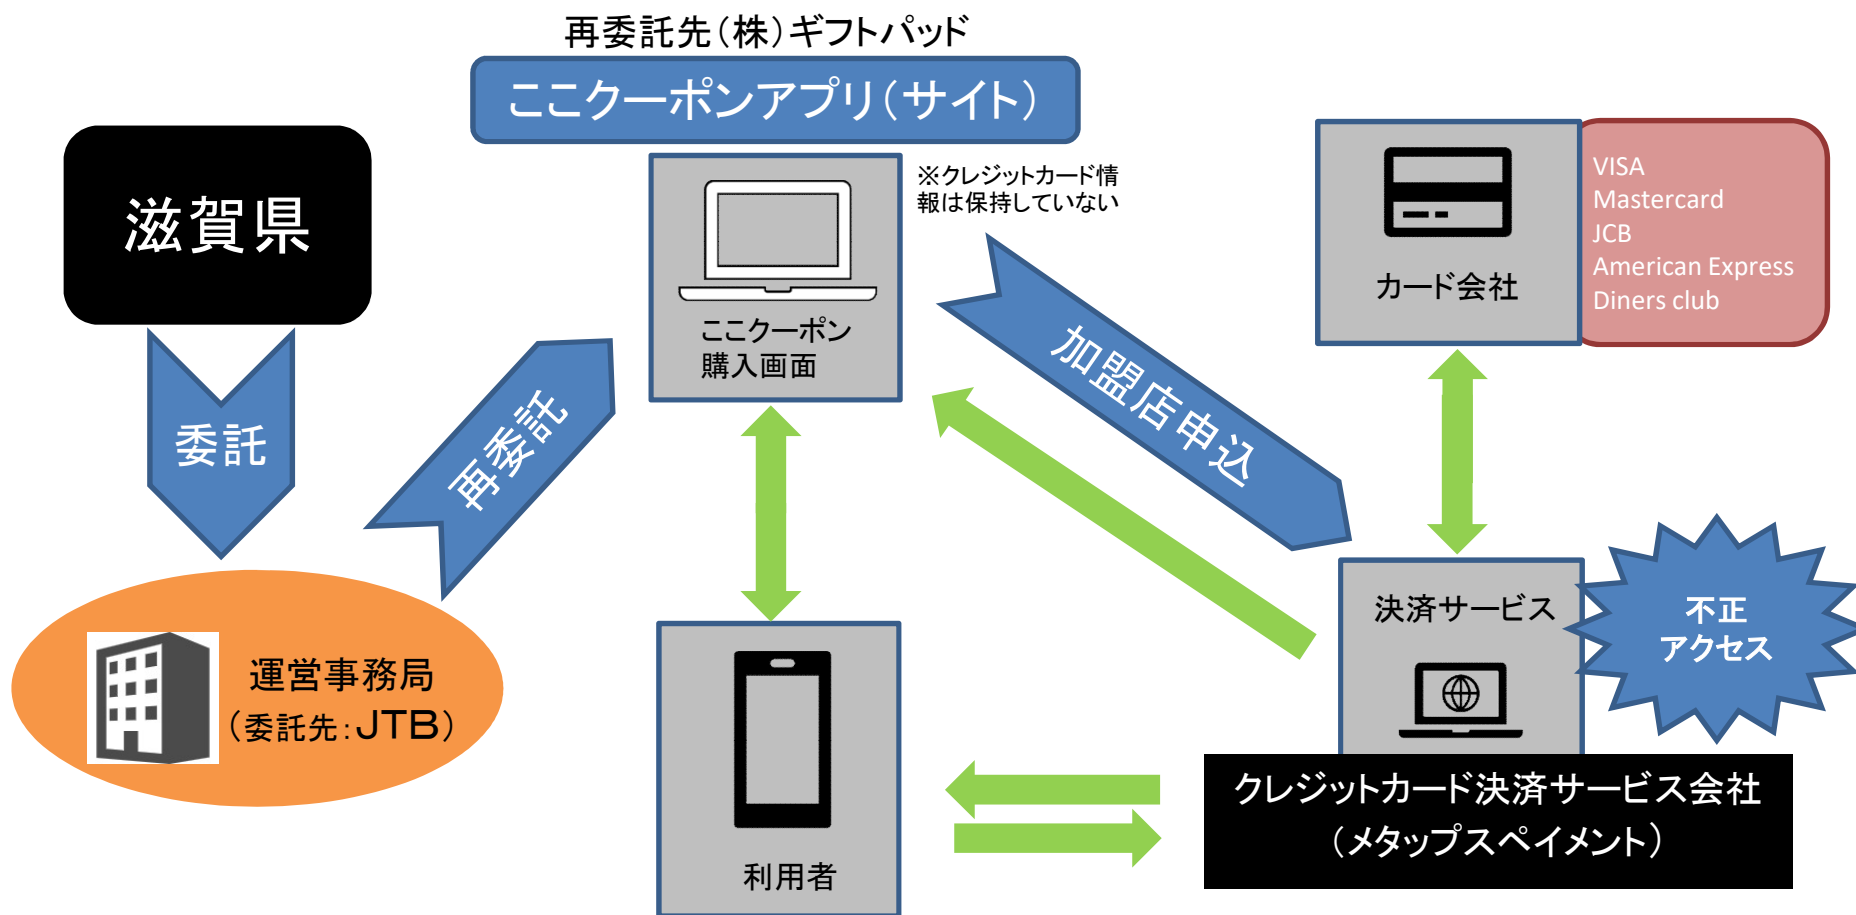 再委託先（株）ギフトパッド
ここクーポンアプリ（サイト）
滋賀県
※クレジットカード情
報は保持していない
ここクーポン
購入画面
カード会社
VISA
Mastercard
JCB
American Express
Diners club
委託
再委託
加盟店申込
運営事務局
（委託先：JTB）
利用者
決済サービス
不正
アクセス
クレジットカード決済サービス会社
（メタップスペイメント）